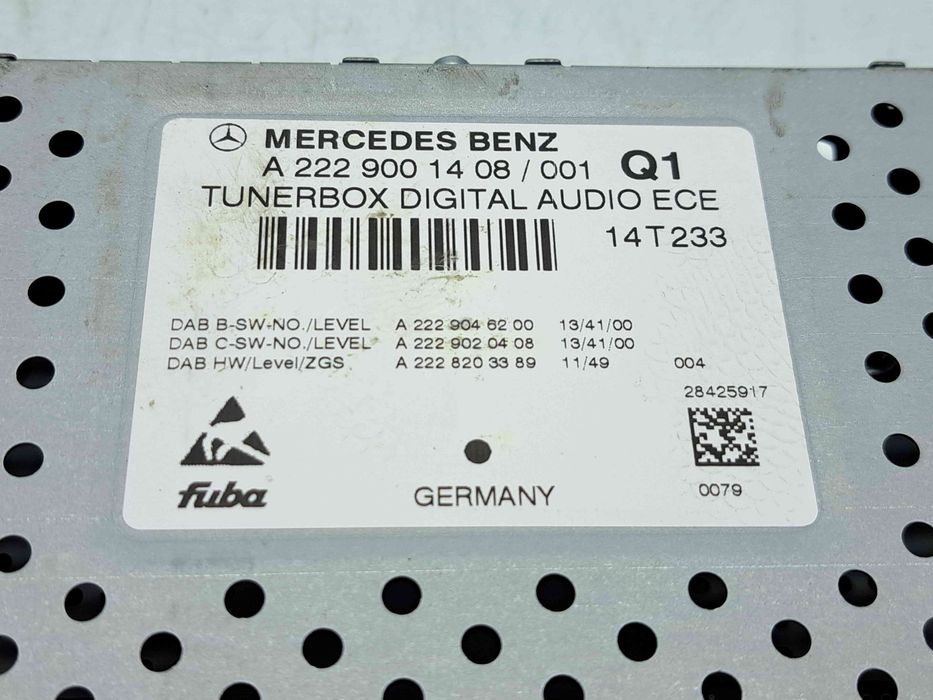 MERCEDES BENZ
A 222 900 14 08 / 001 Q1
TUNERBOX DIGITAL AUDIO ECE
14T233
DAB B-SW-NO./LEVEL A 222 904 62 00 13/41/00
DAB C-SW-NO./LEVEL A 222 902 04 08 13/41/00
DAB HW/Level/ZGS A 222 820 33 89 11/49 004
28425917
fuba GERMANY 0079